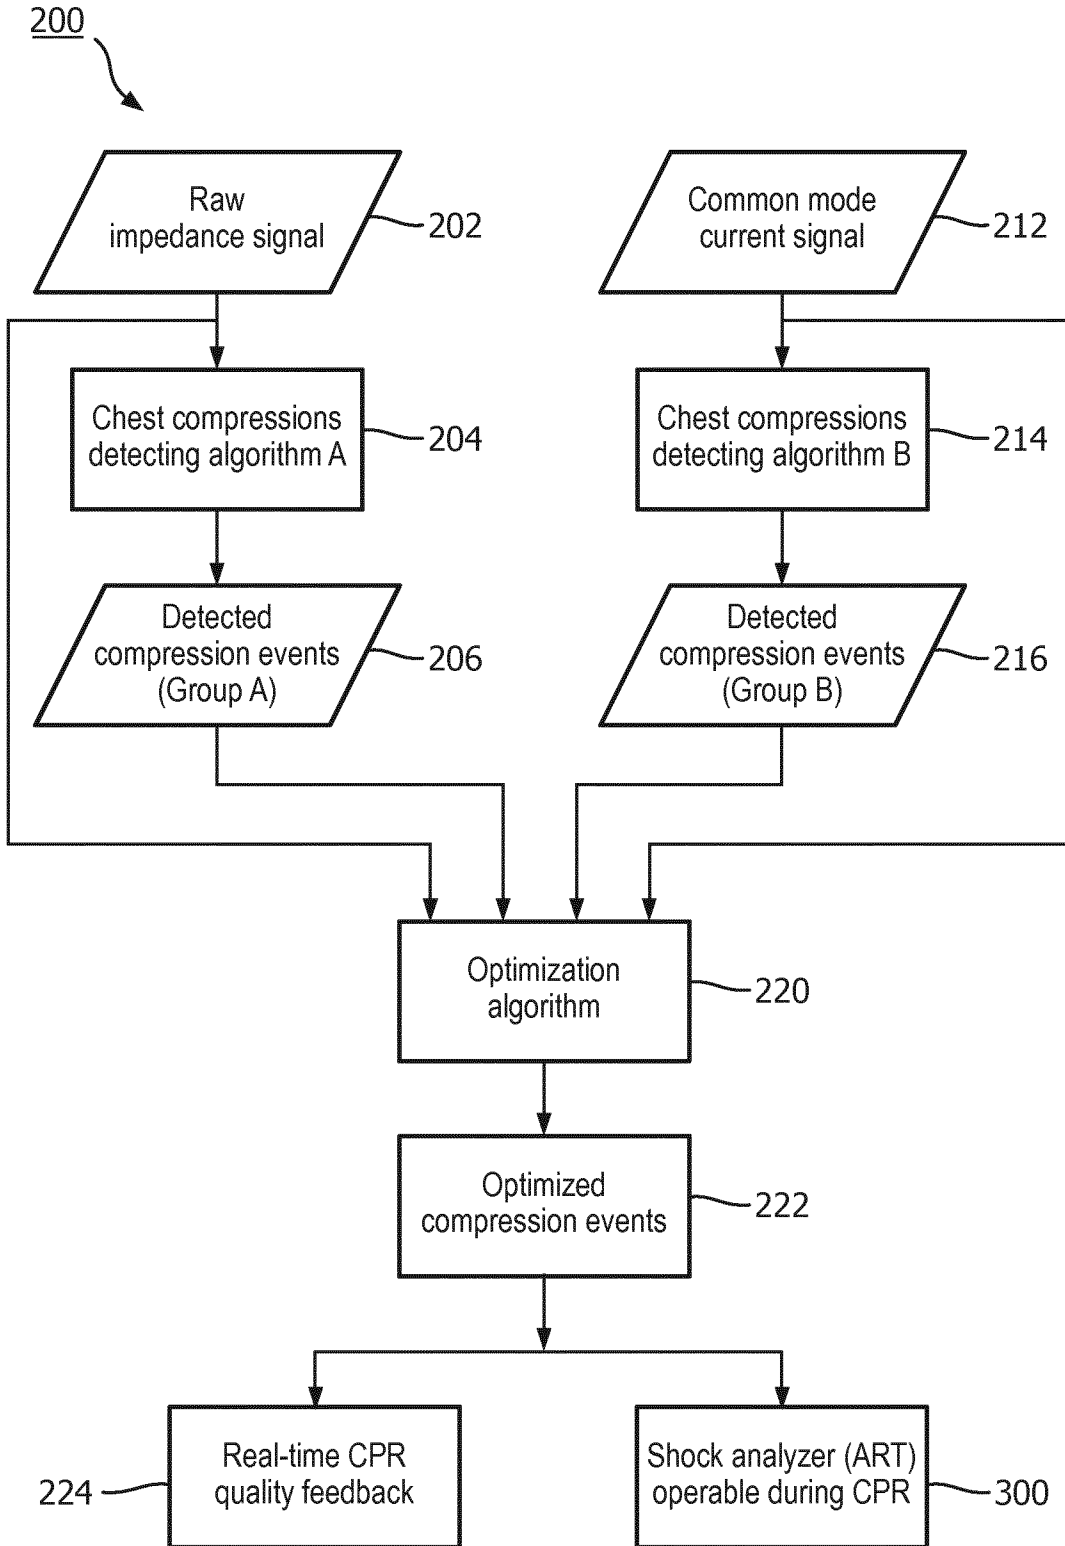 200
Raw
impedance signal
202
Common mode
current signal
212
Chest compressions
detecting algorithm A
204
Chest compressions
detecting algorithm B
214
Detected
compression events
(Group A)
206
Detected
compression events
(Group B)
216
Optimization
algorithm
220
Optimized
compression events
222
Real-time CPR
quality feedback
224
Shock analyzer (ART)
operable during CPR
300